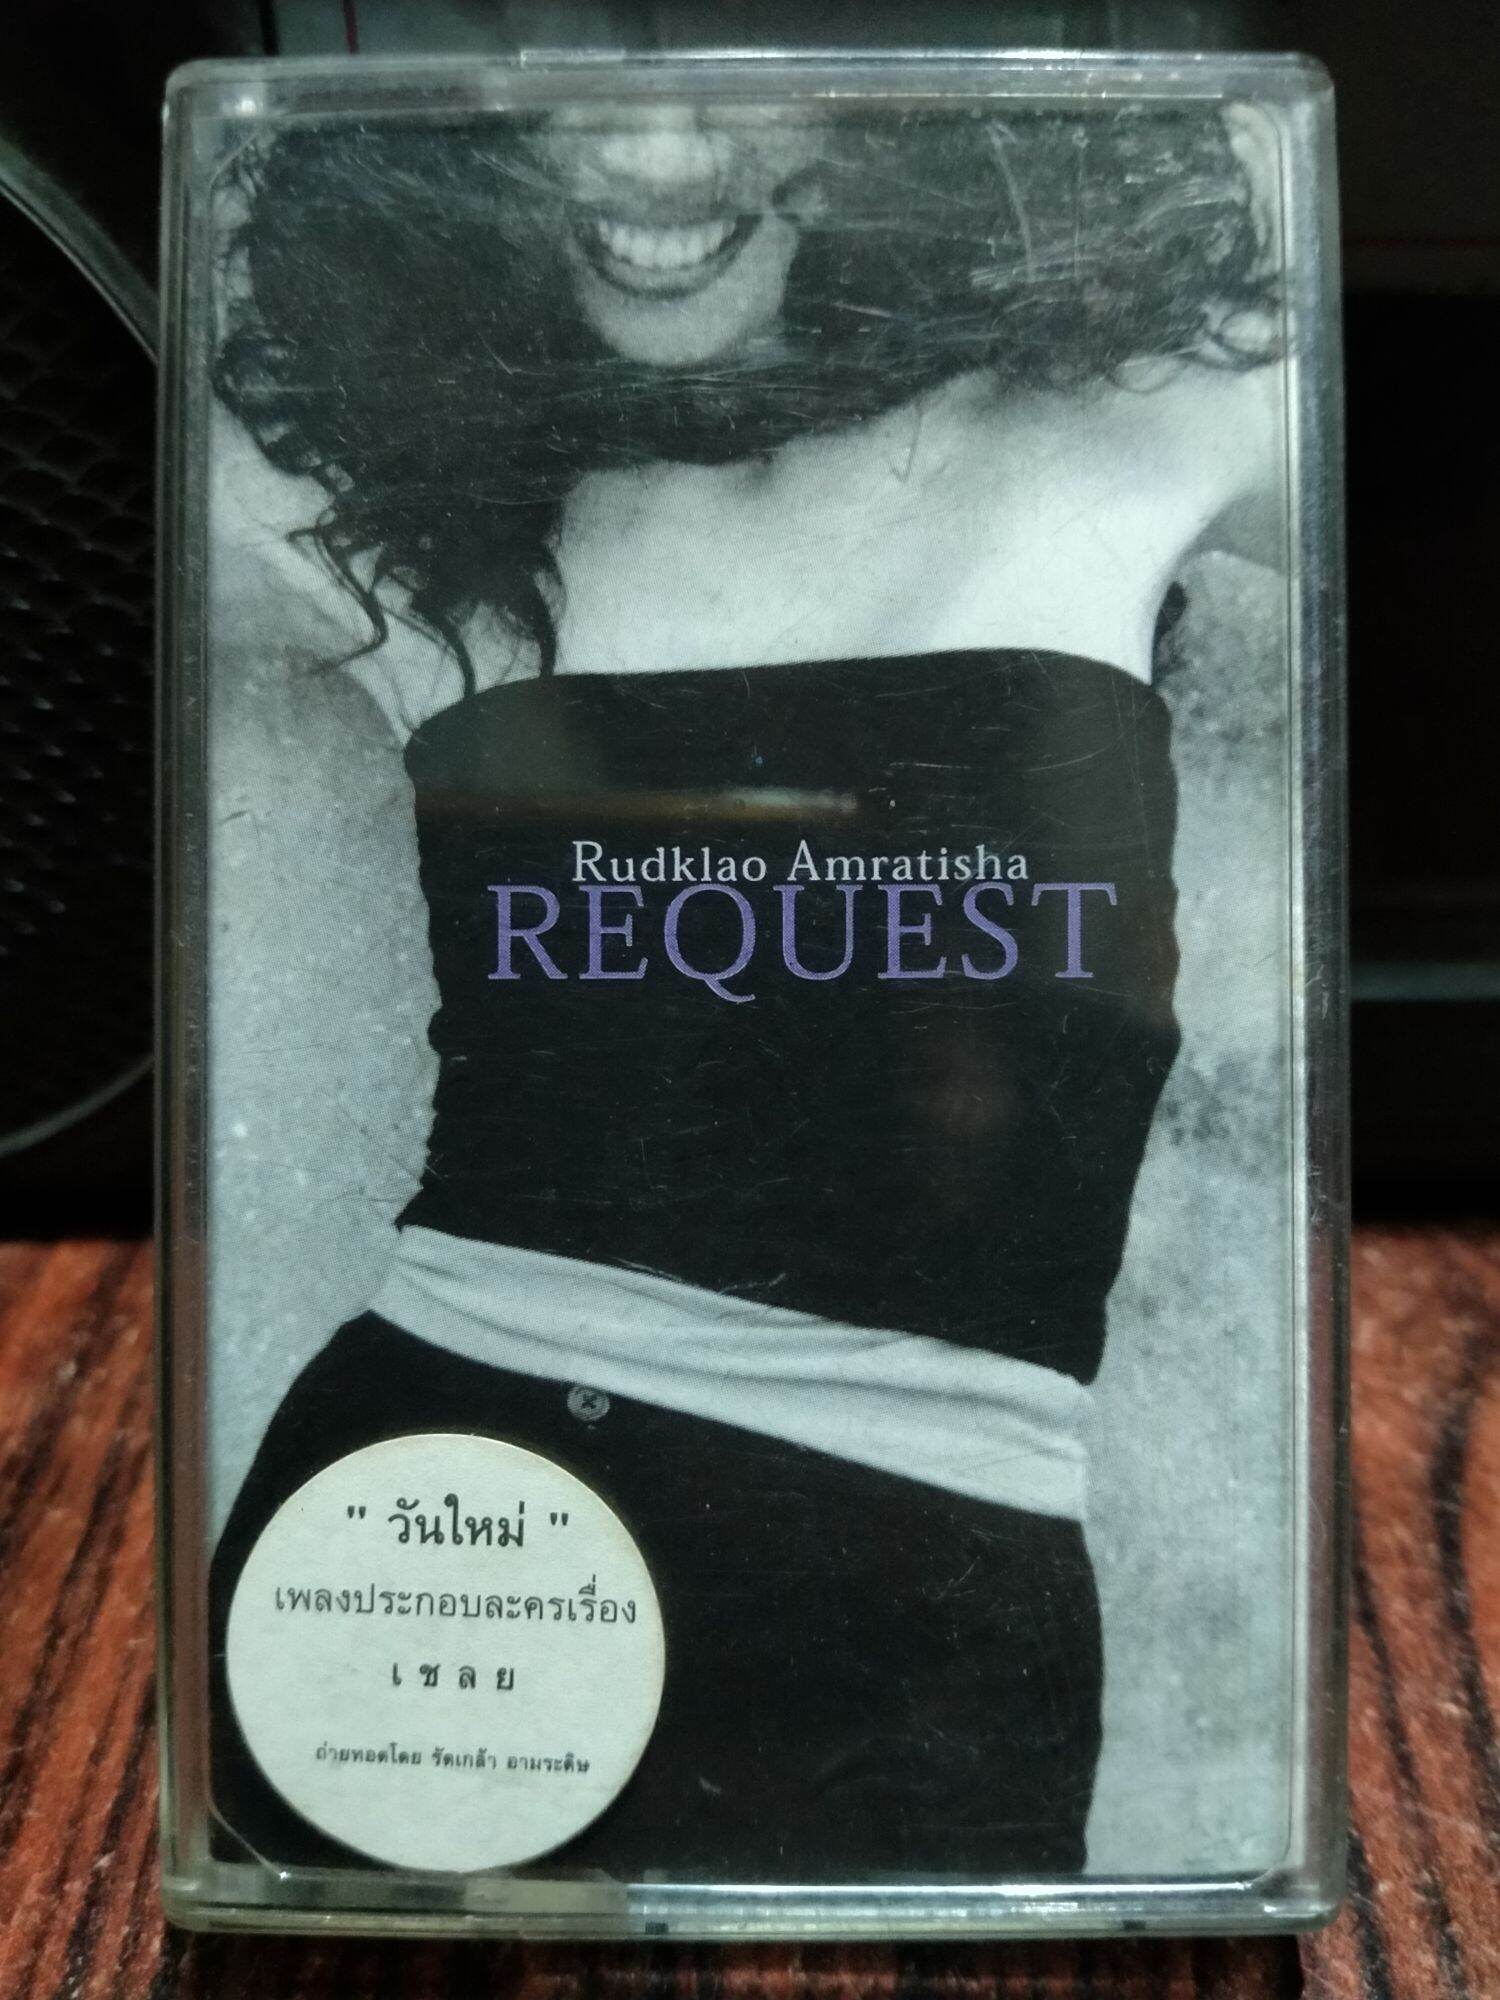 Rudklao Amratisha
REQUEST
" วันใหม่ "
เพลงประกอบละครเรื่อง
เ ช ล ย
ถ่ายทอดโดย รัดเกล้า อามระดิษ